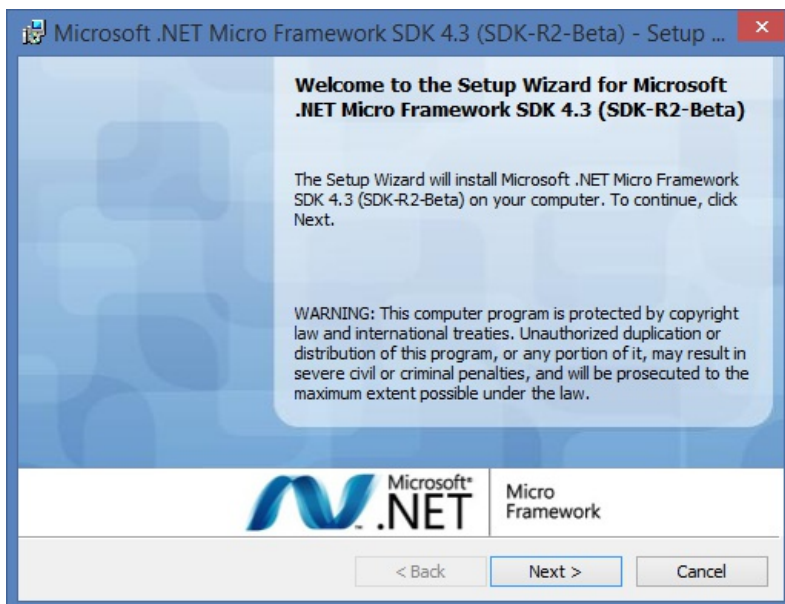 Microsoft .NET Micro Framework SDK 4.3 (SDK-R2-Beta) - Setup ...
Welcome to the Setup Wizard for Microsoft
.NET Micro Framework SDK 4.3 (SDK-R2-Beta)
The Setup Wizard will install Microsoft .NET Micro Framework
SDK 4.3 (SDK-R2-Beta) on your computer. To continue, click
Next.
WARNING: This computer program is protected by copyright
law and international treaties. Unauthorized duplication or
distribution of this program, or any portion of it, may result in
severe civil or criminal penalties, and will be prosecuted to the
maximum extent possible under the law.
Microsoft®
.NET™
Micro
Framework
< Back Next > Cancel